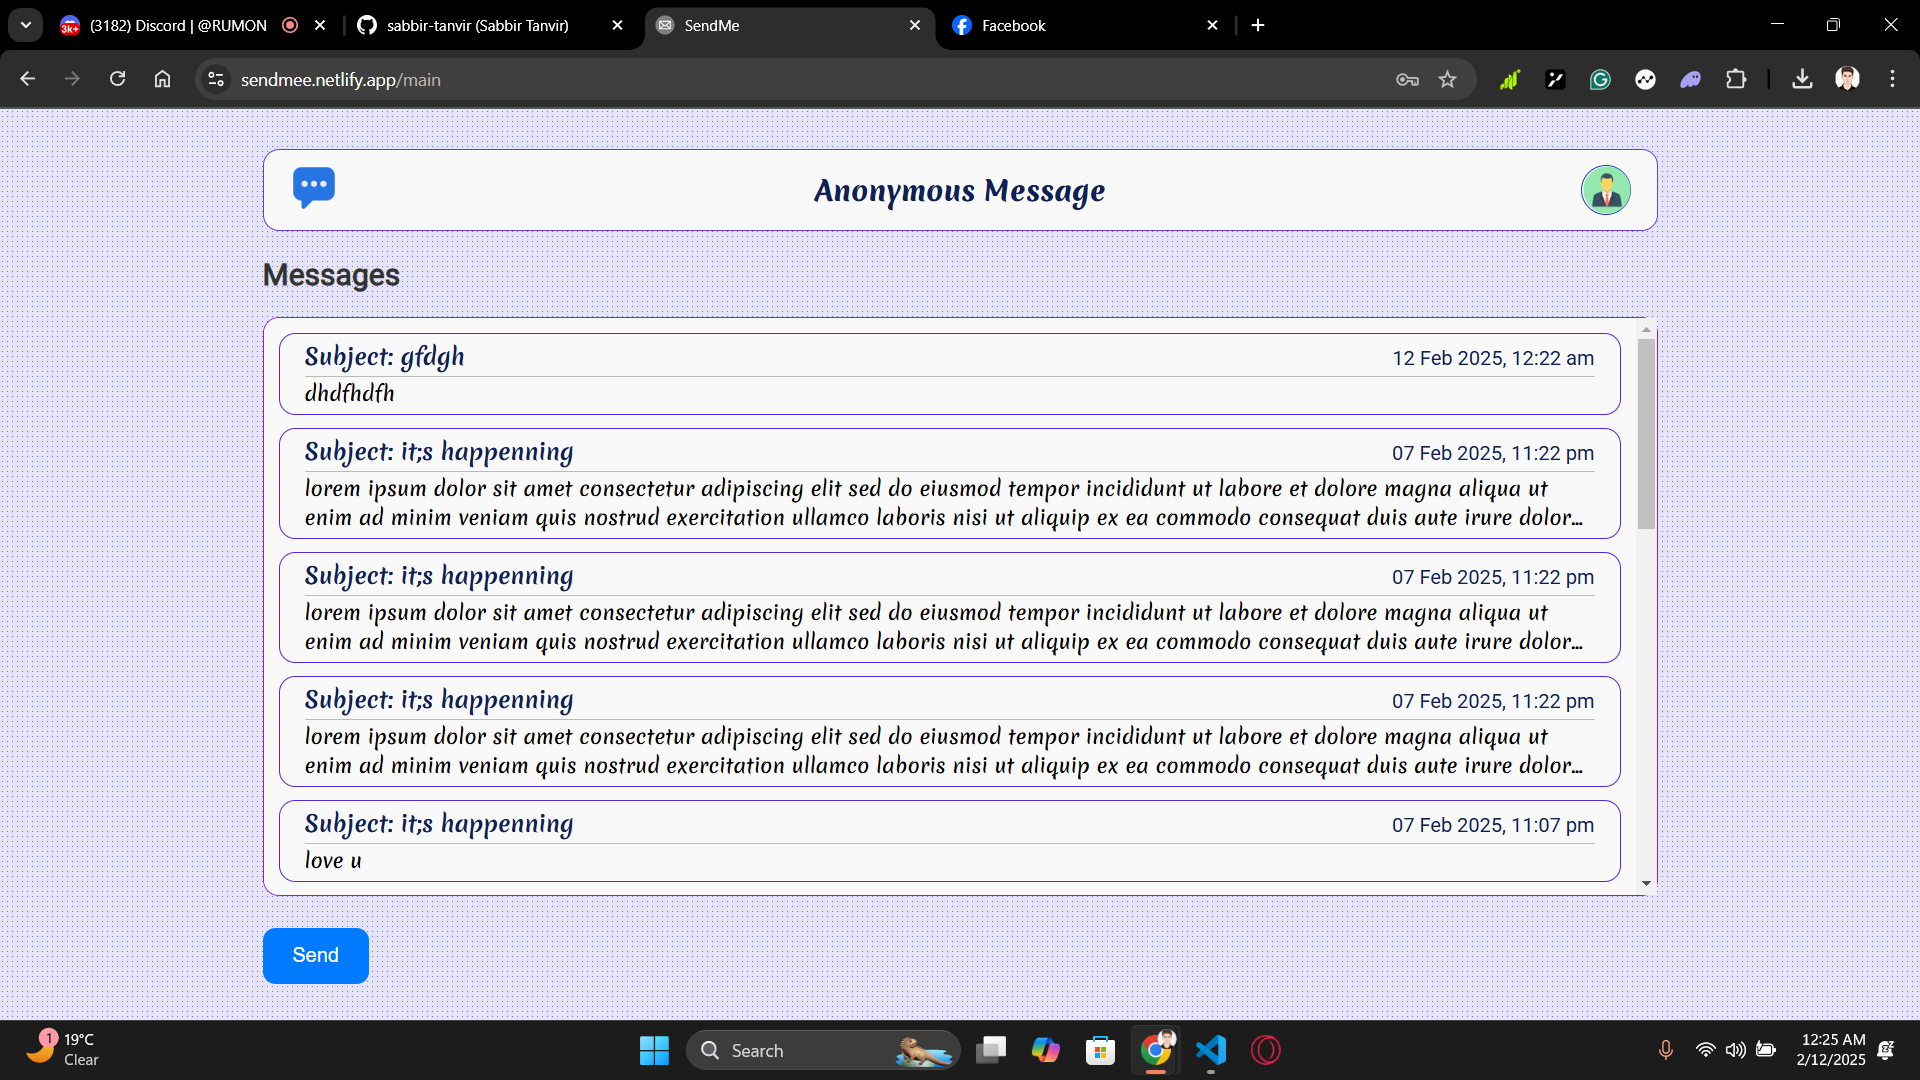 (3182) Discord | @RUMON
sabbir-tanvir (Sabbir Tanvir)
SendMe
Facebook
3k+
sendmee.netlify.app/main
Anonymous Message
Messages
Subject: gfdgh
12 Feb 2025, 12:22 am
dhdfhdfh
Subject: it;s happenning
07 Feb 2025, 11:22 pm
lorem ipsum dolor sit amet consectetur adipiscing elit sed do eiusmod tempor incididunt ut labore et dolore magna aliqua ut
enim ad minim veniam quis nostrud exercitation ullamco laboris nisi ut aliquip ex ea commodo consequat duis aute irure dolor...
Subject: it;s happenning
07 Feb 2025, 11:22 pm
lorem ipsum dolor sit amet consectetur adipiscing elit sed do eiusmod tempor incididunt ut labore et dolore magna aliqua ut
enim ad minim veniam quis nostrud exercitation ullamco laboris nisi ut aliquip ex ea commodo consequat duis aute irure dolor...
Subject: it;s happenning
07 Feb 2025, 11:22 pm
lorem ipsum dolor sit amet consectetur adipiscing elit sed do eiusmod tempor incididunt ut labore et dolore magna aliqua ut
enim ad minim veniam quis nostrud exercitation ullamco laboris nisi ut aliquip ex ea commodo consequat duis aute irure dolor...
Subject: it;s happenning
07 Feb 2025, 11:07 pm
love u
Send
1
19°C
Clear
Search
12:25 AM
2/12/2025